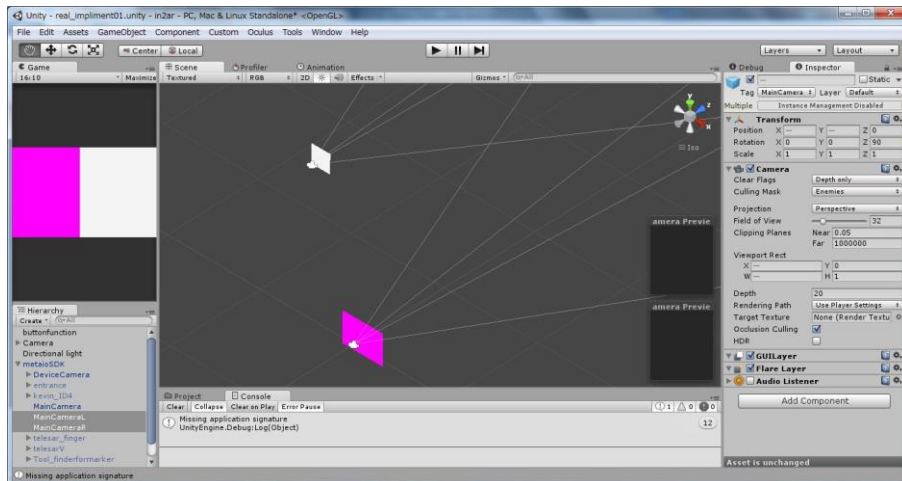 Unity - real_impliment01.unity - in2ar - PC, Mac & Linux Standalone* <OpenGL>
File Edit Assets GameObject Component Custom Oculus Tools Window Help
Center Local
Layers Layout
Game
16:10 Maximize
Scene Profiler Animation
Textured RGB 2D Effects Gizmos All
y
z
x
Iso
amera Previe
amera Previe
Hierarchy
Create All
buttonfunction
Camera
Directional light
metaioSDK
DeviceCamera
entrance
kevin_ID4
MainCamera
MainCameraL
MainCameraR
telesar_finger
telesarV
Tool_finderformarker
Project Console
Clear Collapse Clear on Play Error Pause 1 0 0
Missing application signature
UnityEngine.Debug:Log(Object)
12
Debug Inspector
— Static
Tag MainCamera Layer Default
Multiple Instance Management Disabled
Transform
Position X — Y — Z 0
Rotation X 0 Y 0 Z 90
Scale X 1 Y 1 Z 1
Camera
Clear Flags Depth only
Culling Mask Enemies
Projection Perspective
Field of View 32
Clipping Planes Near 0.05
Far 1000000
Viewport Rect
X — Y 0
W — H 1
Depth 20
Rendering Path Use Player Settings
Target Texture None (Render Textu
Occlusion Culling
HDR
GUILayer
Flare Layer
Audio Listener
Add Component
Asset is unchanged
Missing application signature